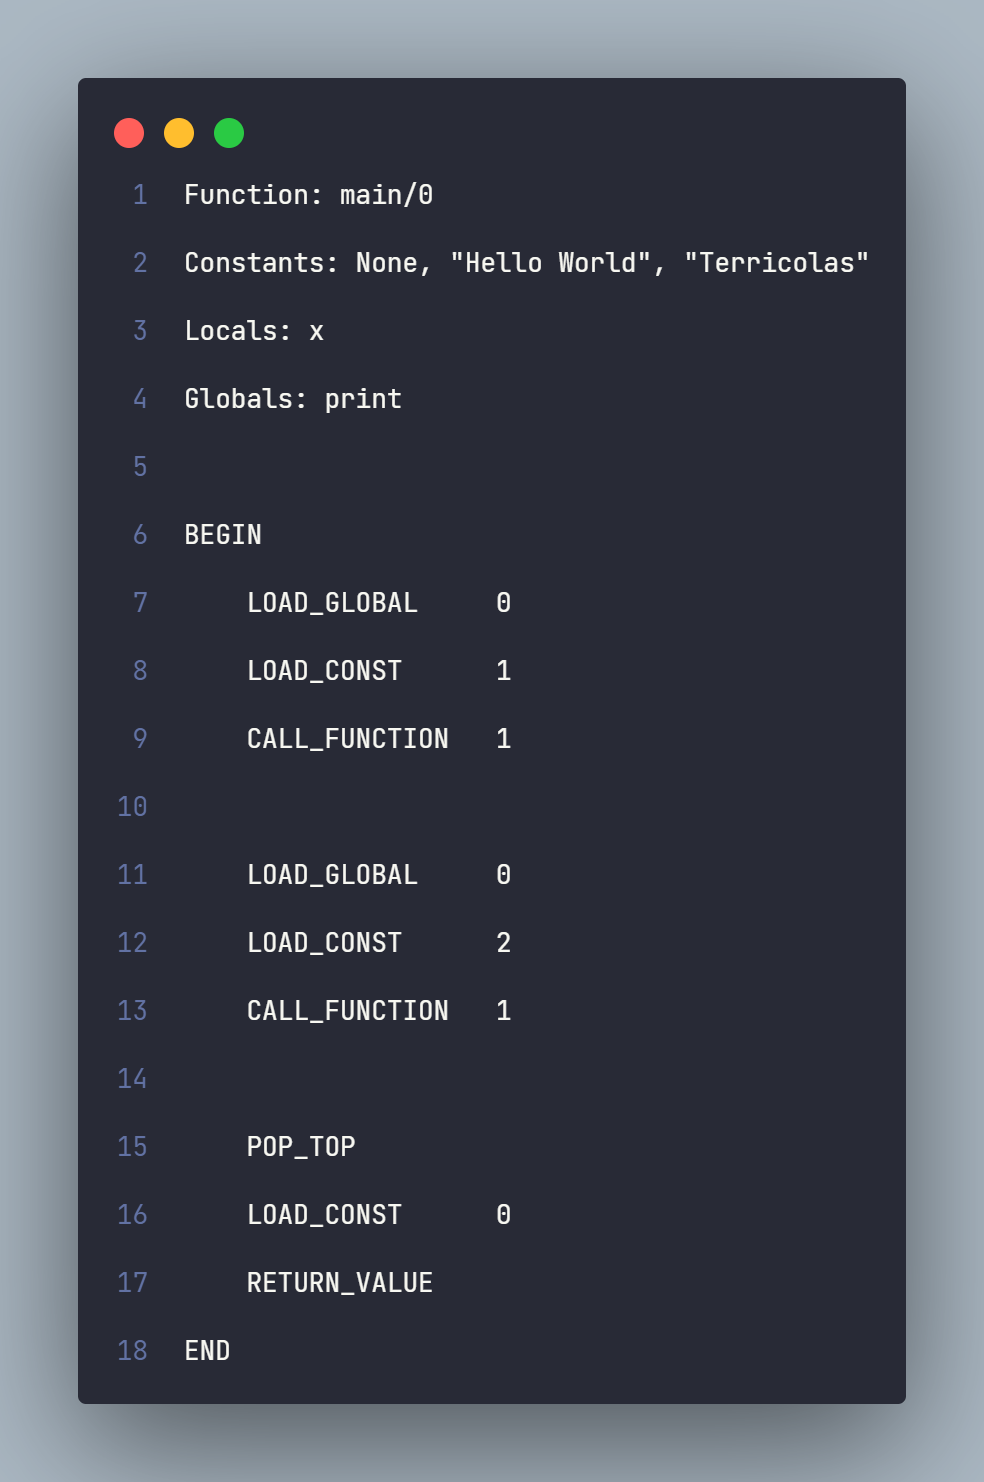 1 Function: main/0
2 Constants: None, "Hello World", "Terricolas"
3 Locals: x
4 Globals: print
5
6 BEGIN
7     LOAD_GLOBAL     0
8     LOAD_CONST      1
9     CALL_FUNCTION   1
10
11     LOAD_GLOBAL     0
12     LOAD_CONST      2
13     CALL_FUNCTION   1
14
15     POP_TOP
16     LOAD_CONST      0
17     RETURN_VALUE
18 END